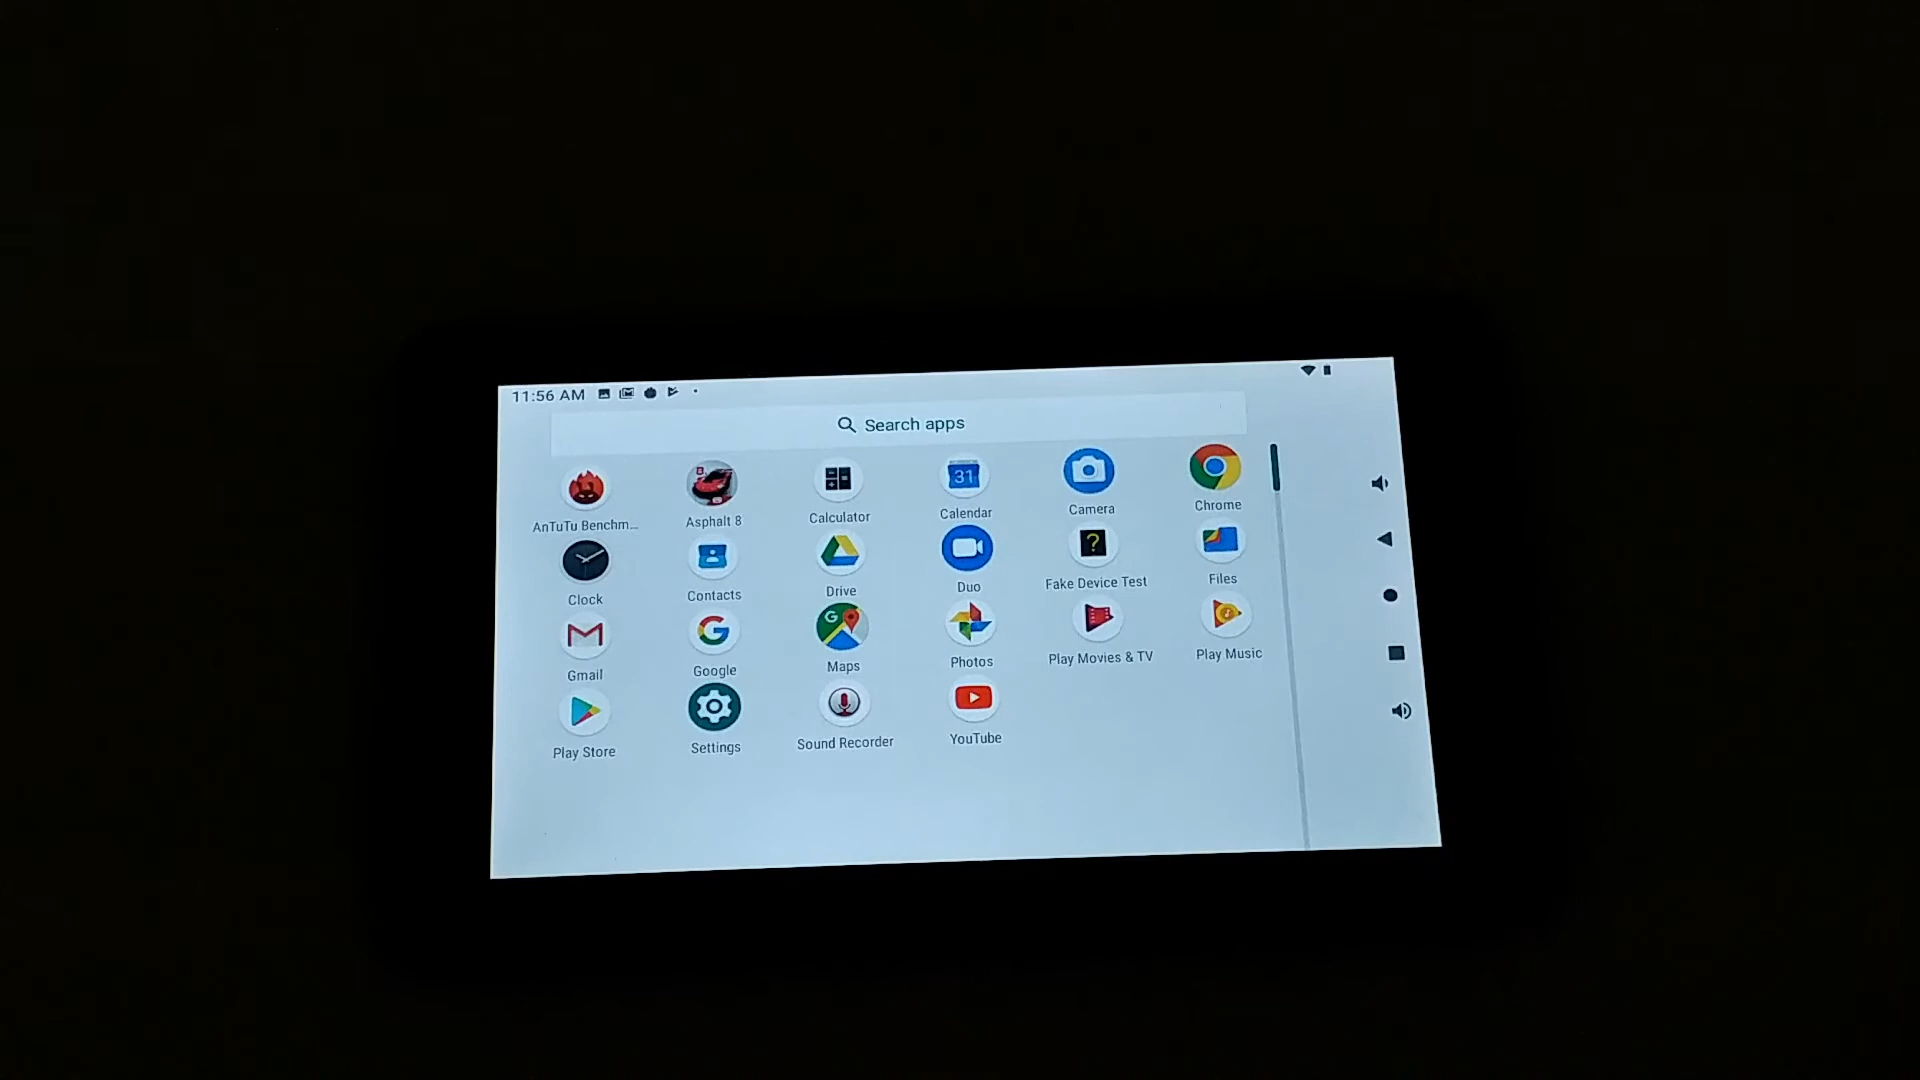 11:56 AM
Search apps
AnTuTu Benchm...
Asphalt 8
Calculator
31
Calendar
Camera
Chrome
Clock
Contacts
Drive
Duo
?
Fake Device Test
Files
Gmail
G
Google
G
Maps
Photos
Play Movies & TV
Play Music
Play Store
Settings
Sound Recorder
YouTube